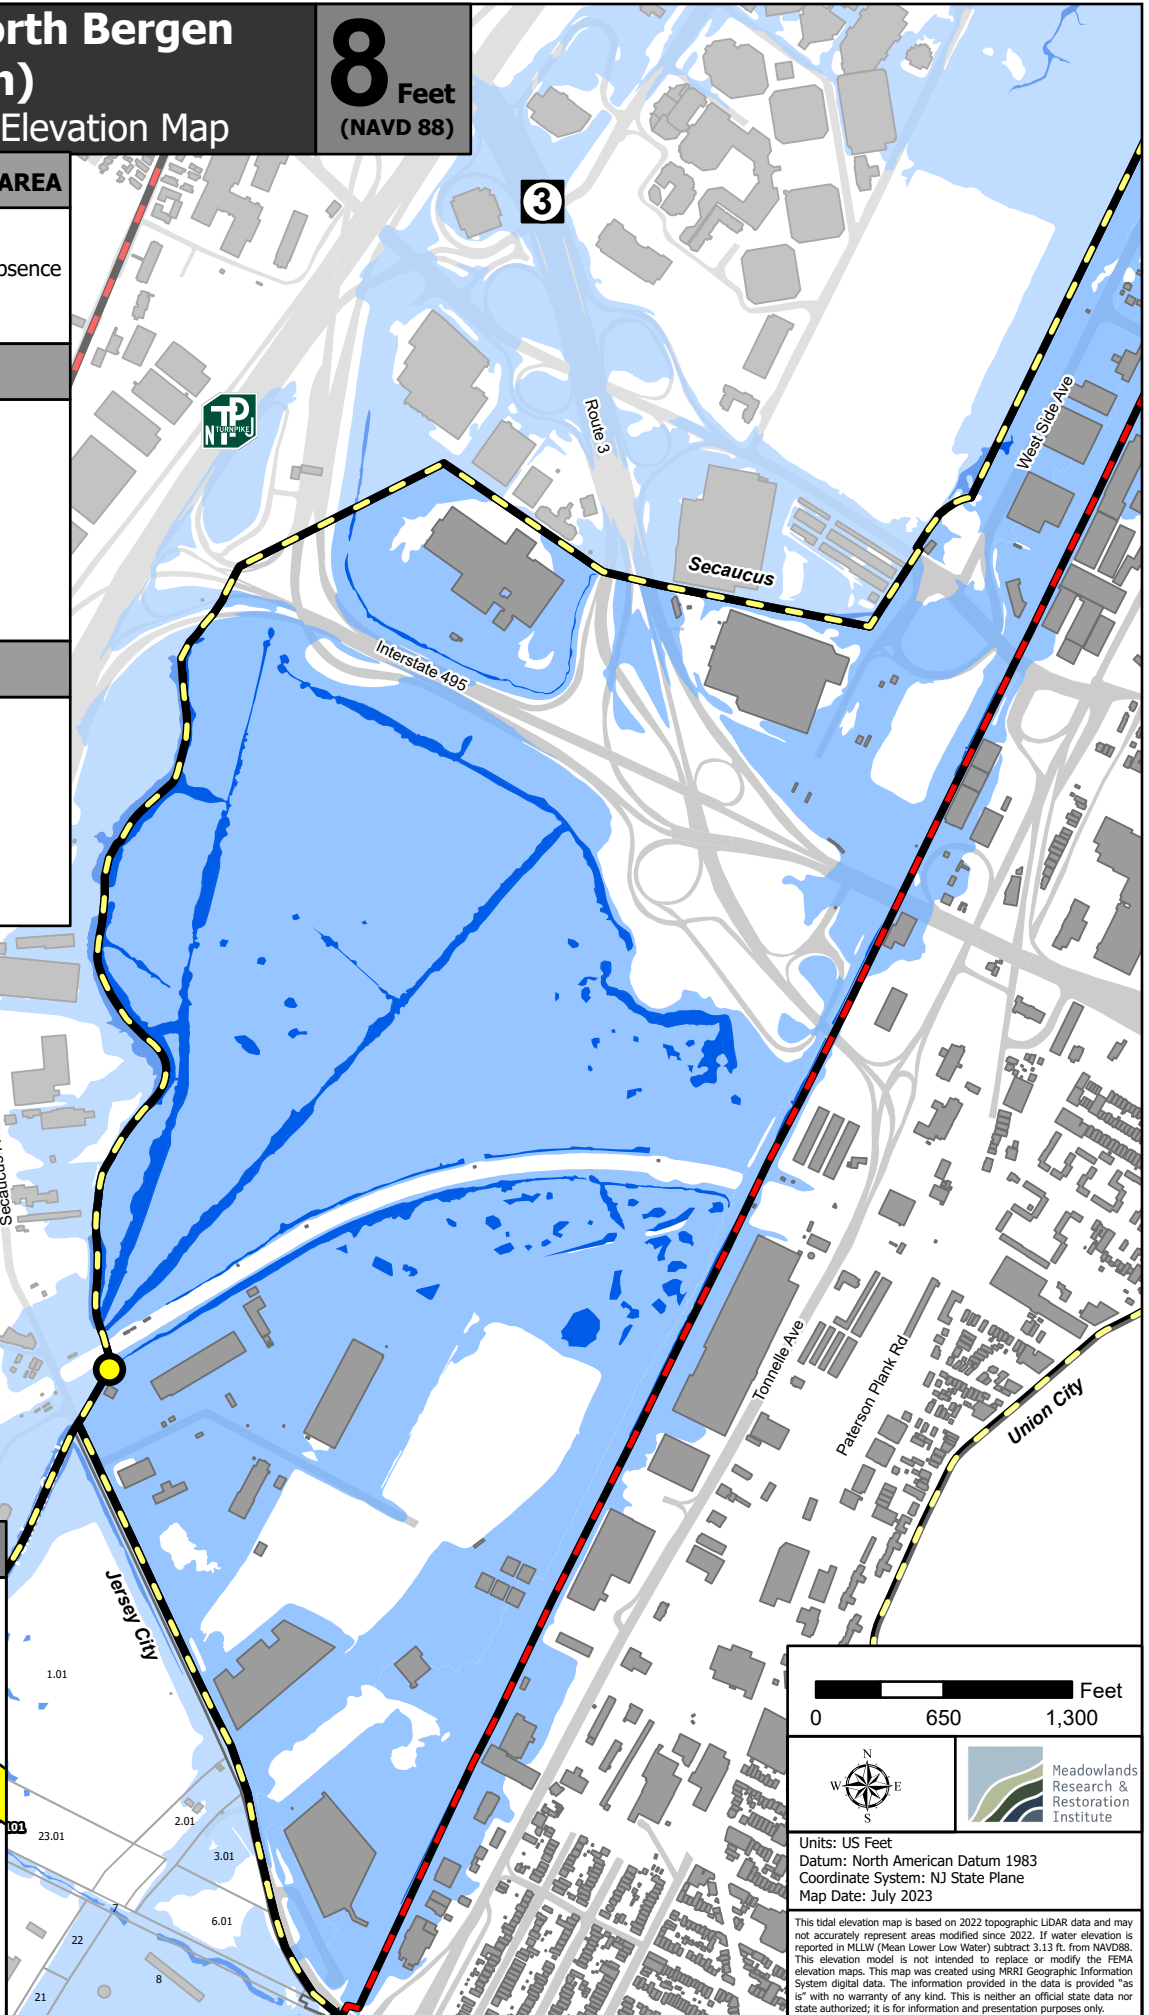 orth Bergen
n)
Elevation Map
8
Feet
(NAVD 88)
AREA
bsence
3
N
TP
J
TURNPIKE
Route 3
West Side Ave
Secaucus
Interstate 495
Tonnelle Ave
Paterson Plank Rd
Union City
Jersey City
1.01
101
23.01
2.01
3.01
6.01
7
22
8
21
Feet
0 650 1,300
N
W E
S
Meadowlands
Research &
Restoration
Institute
Units: US Feet
Datum: North American Datum 1983
Coordinate System: NJ State Plane
Map Date: July 2023
This tidal elevation map is based on 2022 topographic LiDAR data and may
not accurately represent areas modified since 2022. If water elevation is
reported in MLLW (Mean Lower Low Water) subtract 3.13 ft. from NAVD88.
This elevation model is not intended to replace or modify the FEMA
elevation maps. This map was created using MRRI Geographic Information
System digital data. The information provided in the data is provided "as
is" with no warranty of any kind. This is neither an official state data nor
state authorized; it is for information and presentation purposes only.